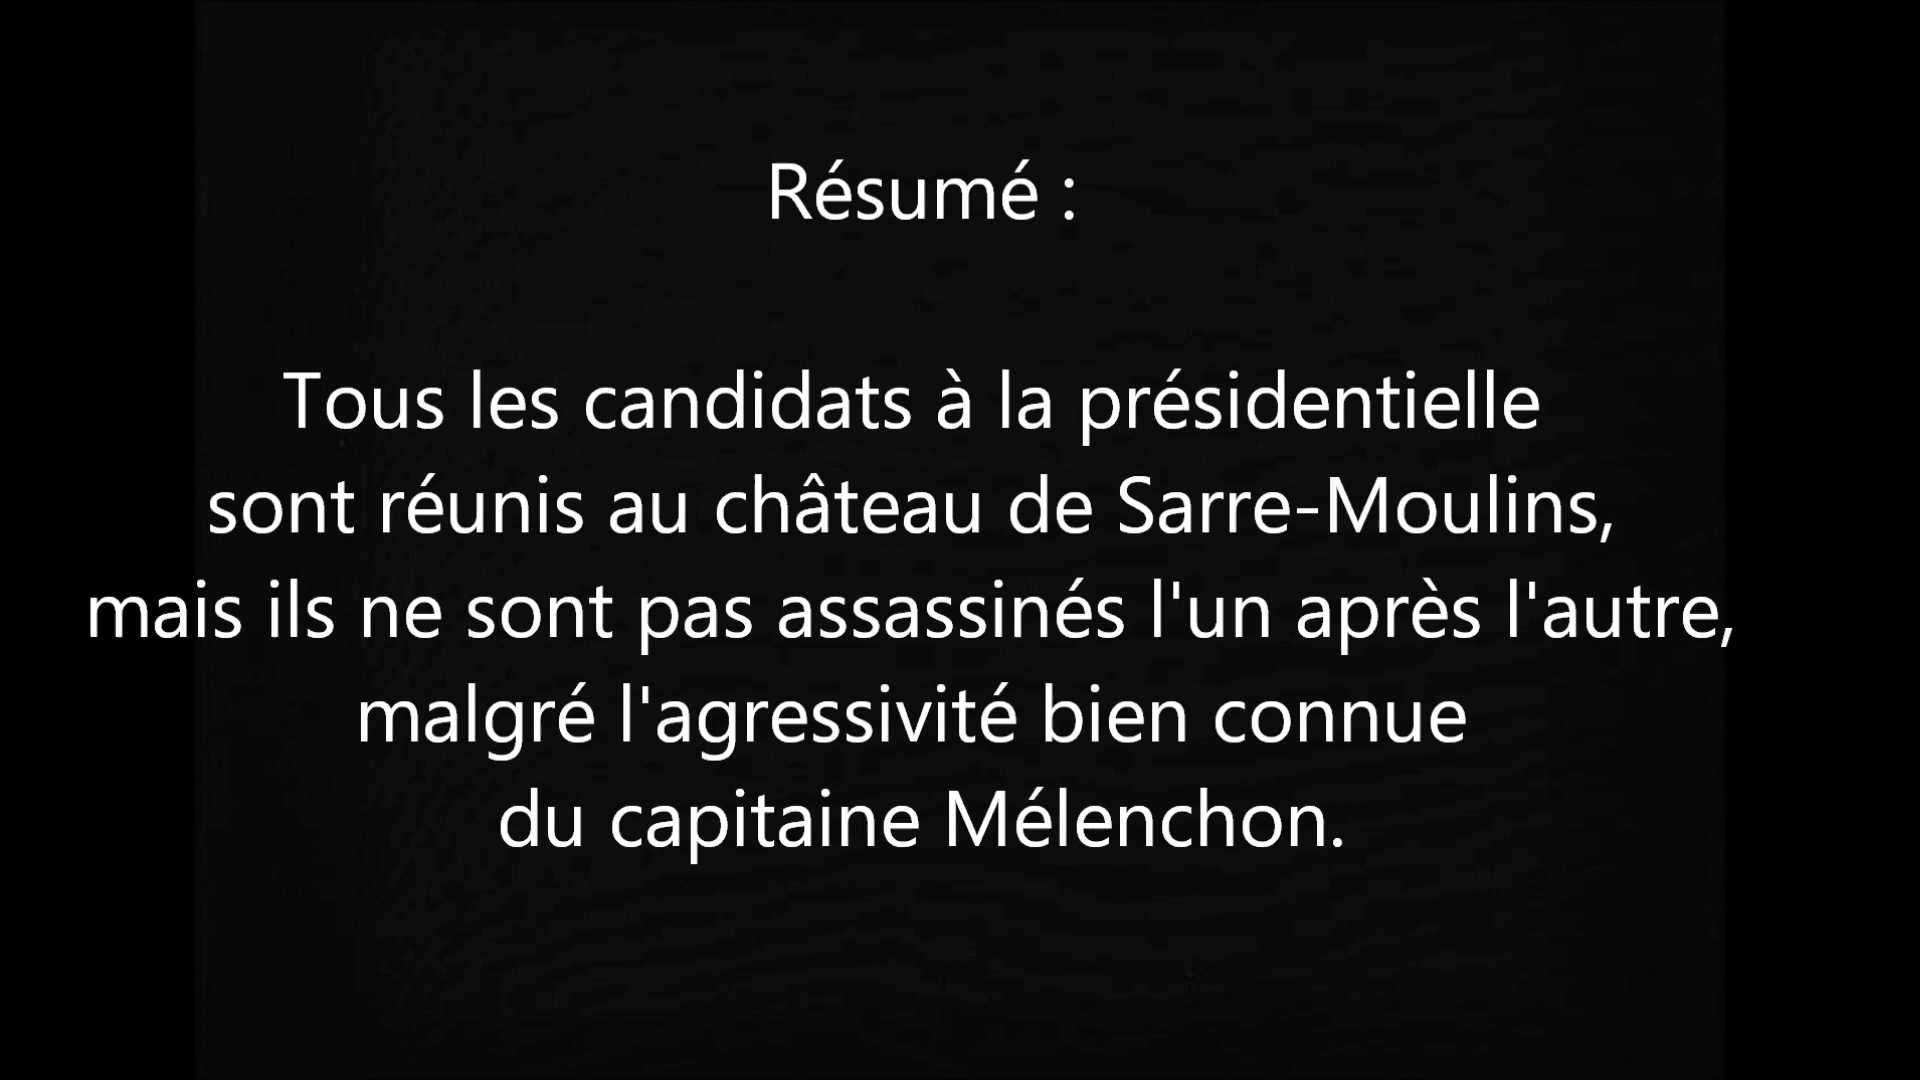 Résumé :
Tous les candidats à la présidentielle
sont réunis au château de Sarre-Moulins,
mais ils ne sont pas assassinés l'un après l'autre,
malgré l'agressivité bien connue
du capitaine Mélenchon.